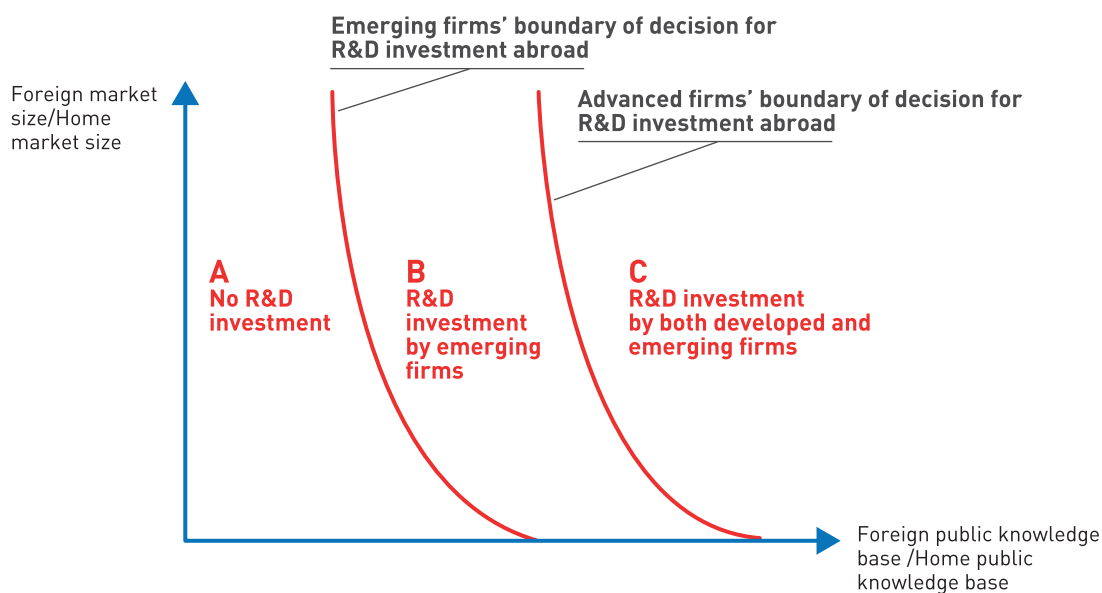 Emerging firms’ boundary of decision for
R&D investment abroad
Foreign market
size/Home
market size
Advanced firms’ boundary of decision for
R&D investment abroad
A
No R&D
investment
B
R&D
investment
by emerging
firms
C
R&D investment
by both developed and
emerging firms
Foreign public knowledge
base /Home public
knowledge base